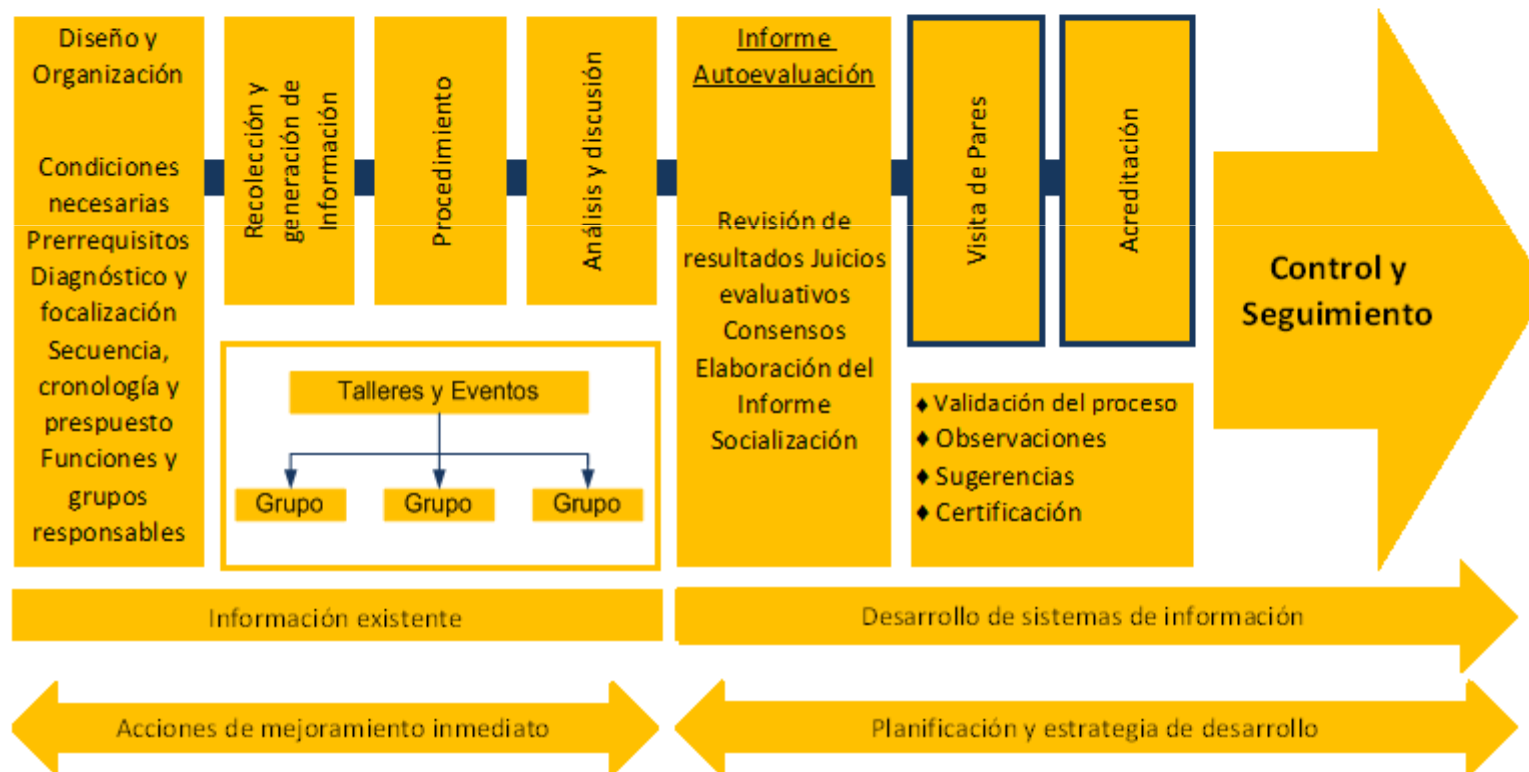 Diseño y
Organización
Condiciones
necesarias
Prerrequisitos
Diagnóstico y
focalización
Secuencia,
cronología y
prespuesto
Funciones y
grupos
responsables
Recolección y
generación de
Información
Procedimiento
Análisis y discusión
Talleres y Eventos
Grupo
Grupo
Grupo
Informe
Autoevaluación
Revisión de
resultados Juicios
evaluativos
Consensos
Elaboración del
Informe
Socialización
Visita de Pares
Acreditación
♦ Validación del proceso
♦ Observaciones
♦ Sugerencias
♦ Certificación
Control y
Seguimiento
Información existente
Desarrollo de sistemas de información
Acciones de mejoramiento inmediato
Planificación y estrategia de desarrollo